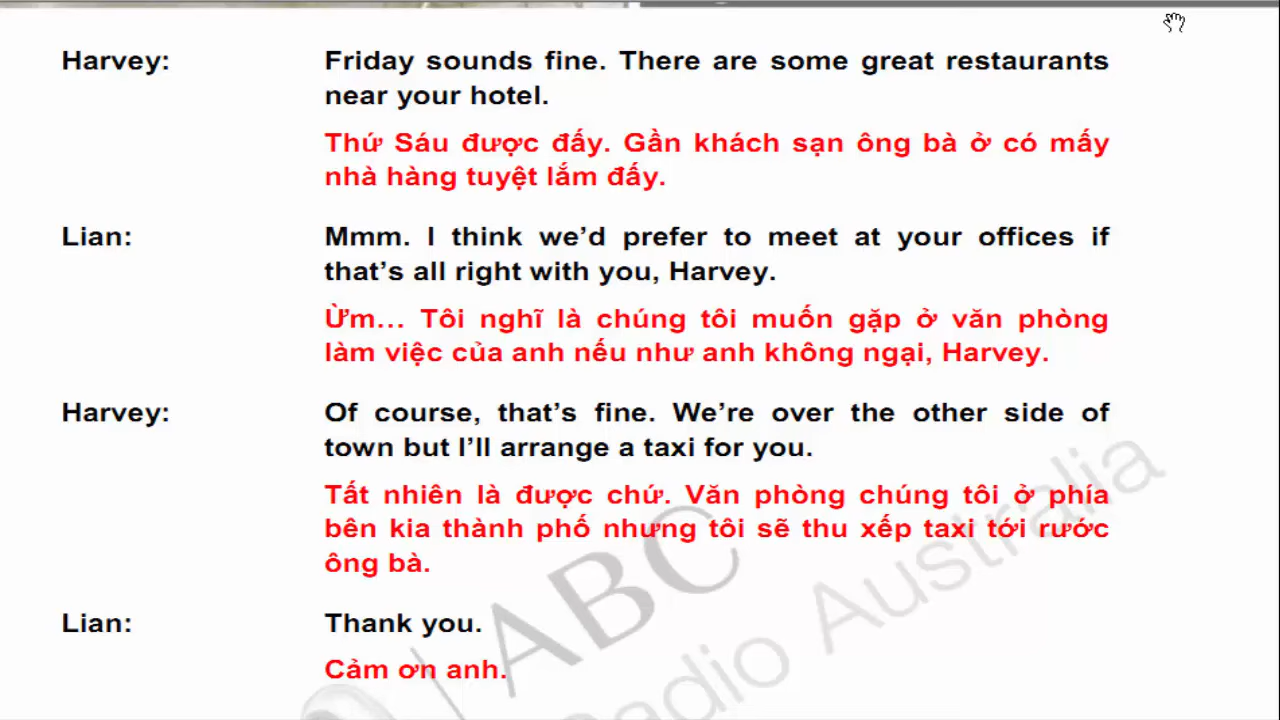 Harvey: Friday sounds fine. There are some great restaurants
near your hotel.
Thứ Sáu được đấy. Gần khách sạn ông bà ở có mấy
nhà hàng tuyệt lắm đấy.
Lian: Mmm. I think we’d prefer to meet at your offices if
that’s all right with you, Harvey.
Ừm… Tôi nghĩ là chúng tôi muốn gặp ở văn phòng
làm việc của anh nếu như anh không ngại, Harvey.
Harvey: Of course, that’s fine. We’re over the other side of
town but I’ll arrange a taxi for you.
Tất nhiên là được chứ. Văn phòng chúng tôi ở phía
bên kia thành phố nhưng tôi sẽ thu xếp taxi tới rước
ông bà.
Lian: Thank you.
Cảm ơn anh.
ABC
Radio Australia